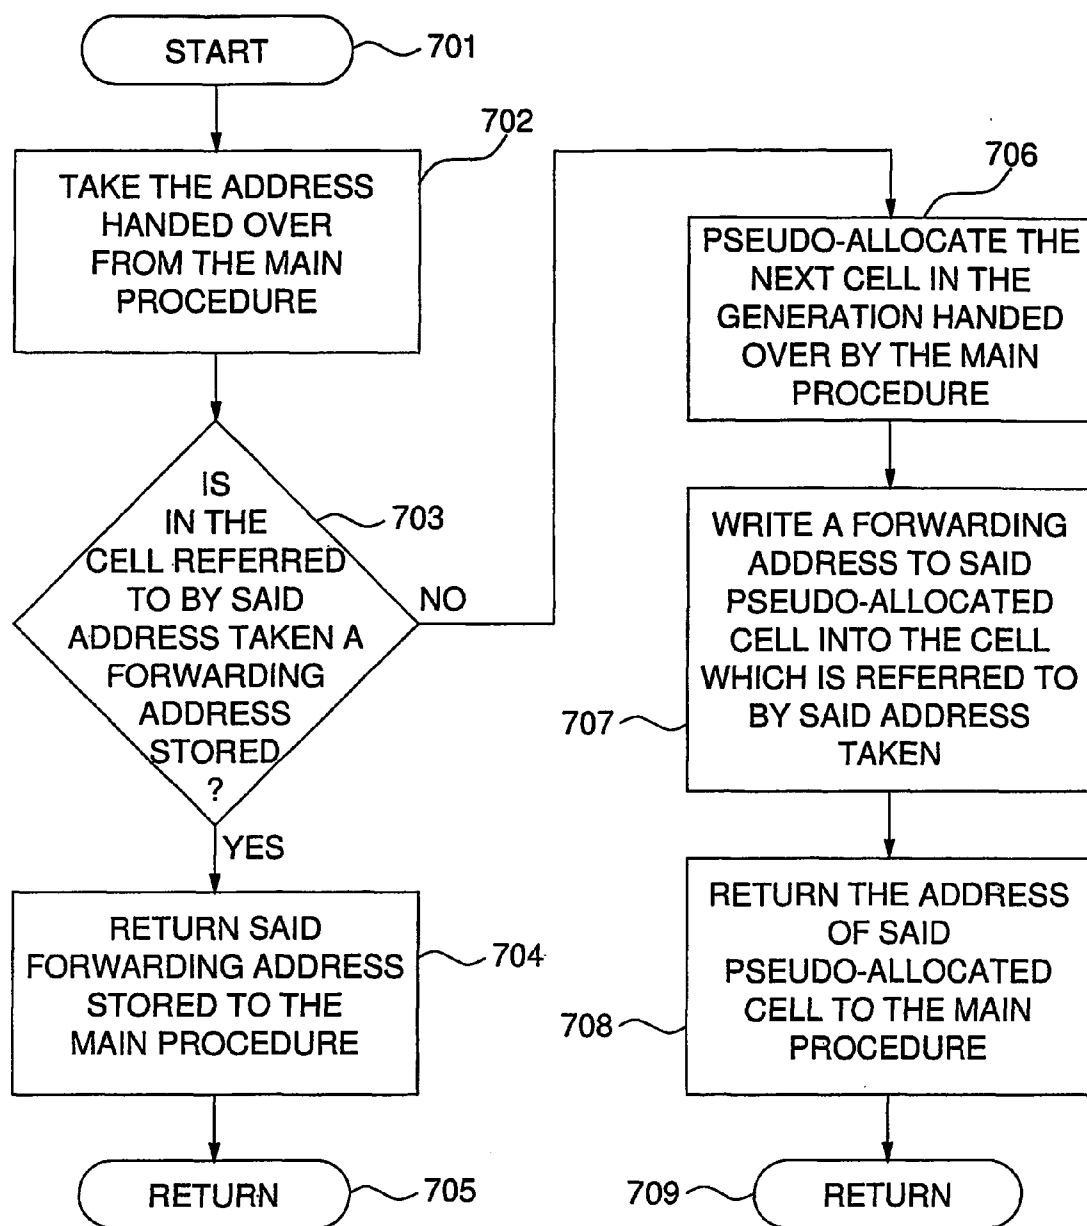 START
701
702
TAKE THE ADDRESS
HANDED OVER
FROM THE MAIN
PROCEDURE
IS
IN THE
CELL REFERRED
TO BY SAID
ADDRESS TAKEN A
FORWARDING
ADDRESS
STORED
?
703
NO
YES
RETURN SAID
FORWARDING ADDRESS
STORED TO THE
MAIN PROCEDURE
704
RETURN
705
706
PSEUDO-ALLOCATE THE
NEXT CELL IN THE
GENERATION HANDED
OVER BY THE MAIN
PROCEDURE
WRITE A FORWARDING
ADDRESS TO SAID
PSEUDO-ALLOCATED
CELL INTO THE CELL
WHICH IS REFERRED TO
BY SAID ADDRESS
TAKEN
707
RETURN THE ADDRESS
OF SAID
PSEUDO-ALLOCATED
CELL TO THE MAIN
PROCEDURE
708
709
RETURN